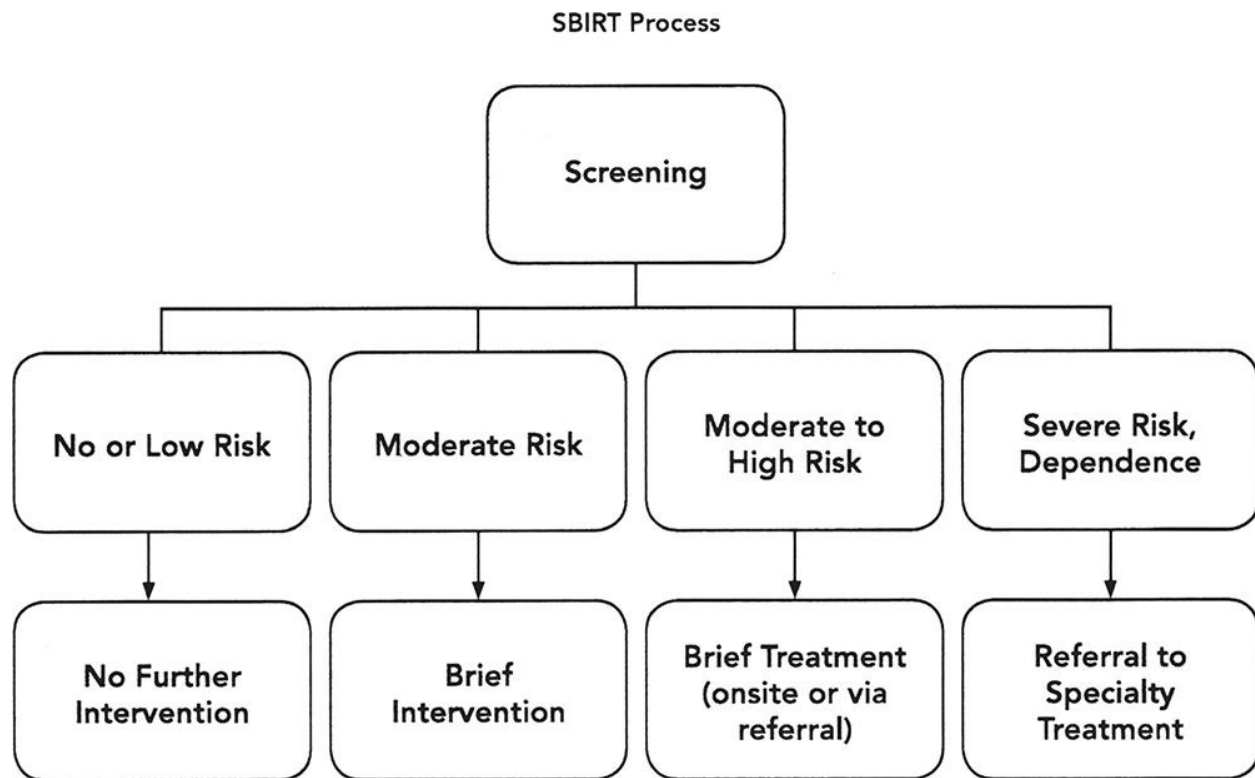 SBIRT Process
Screening
No or Low Risk
Moderate Risk
Moderate to
High Risk
Severe Risk,
Dependence
No Further
Intervention
Brief
Intervention
Brief Treatment
(onsite or via
referral)
Referral to
Specialty
Treatment